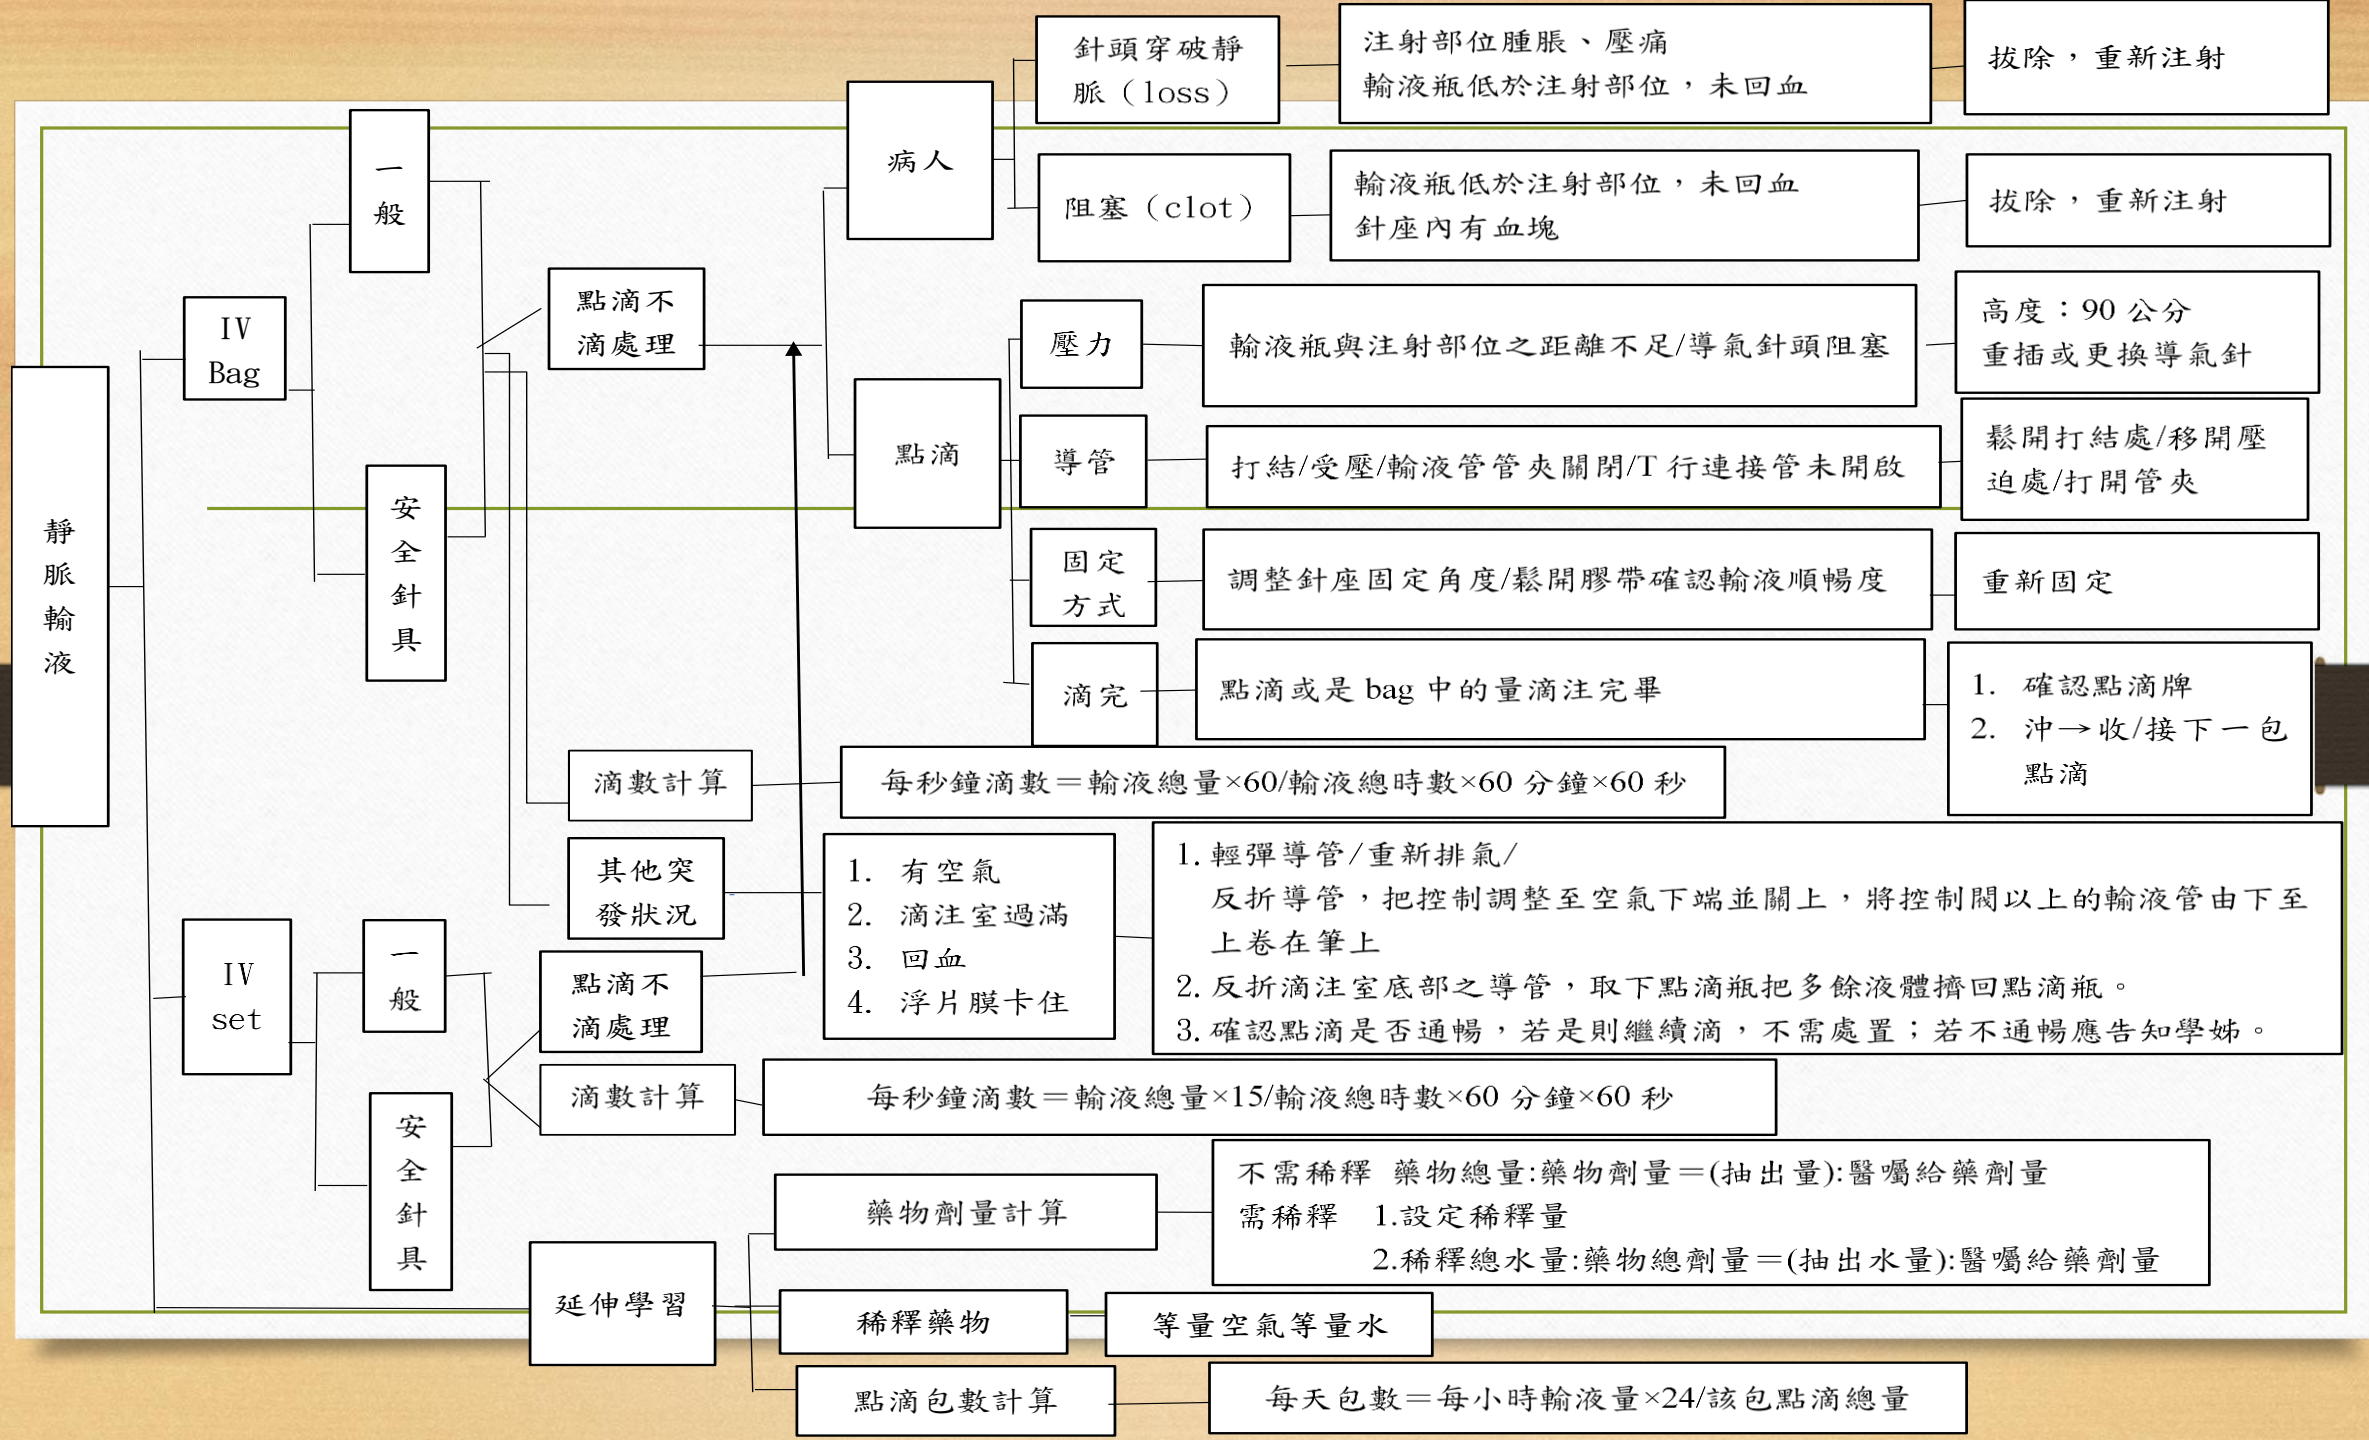 靜
脈
輸
液
IV
Bag
一
般
安
全
針
具
點滴不
滴處理
病人
針頭穿破靜
脈（loss）
注射部位腫脹、壓痛
輸液瓶低於注射部位，未回血
拔除，重新注射
阻塞（clot）
輸液瓶低於注射部位，未回血
針座內有血塊
拔除，重新注射
點滴
壓力
輸液瓶與注射部位之距離不足/導氣針頭阻塞
高度：90 公分
重插或更換導氣針
導管
打結/受壓/輸液管管夾關閉/T 行連接管未開啟
鬆開打結處/移開壓
迫處/打開管夾
固定
方式
調整針座固定角度/鬆開膠帶確認輸液順暢度
重新固定
滴完
點滴或是 bag 中的量滴注完畢
1. 確認點滴牌
2. 沖→收/接下一包
點滴
滴數計算
每秒鐘滴數＝輸液總量×60/輸液總時數×60 分鐘×60 秒
其他突
發狀況
1. 有空氣
2. 滴注室過滿
3. 回血
4. 浮片膜卡住
1. 輕彈導管/重新排氣/
反折導管，把控制調整至空氣下端並關上，將控制閥以上的輸液管由下至
上卷在筆上
2. 反折滴注室底部之導管，取下點滴瓶把多餘液體擠回點滴瓶。
3. 確認點滴是否通暢，若是則繼續滴，不需處置；若不通暢應告知學姊。
IV
set
一
般
安
全
針
具
點滴不
滴處理
滴數計算
每秒鐘滴數＝輸液總量×15/輸液總時數×60 分鐘×60 秒
延伸學習
藥物劑量計算
不需稀釋 藥物總量:藥物劑量＝(抽出量):醫囑給藥劑量
需稀釋 1.設定稀釋量
2.稀釋總水量:藥物總劑量＝(抽出水量):醫囑給藥劑量
稀釋藥物
等量空氣等量水
點滴包數計算
每天包數＝每小時輸液量×24/該包點滴總量